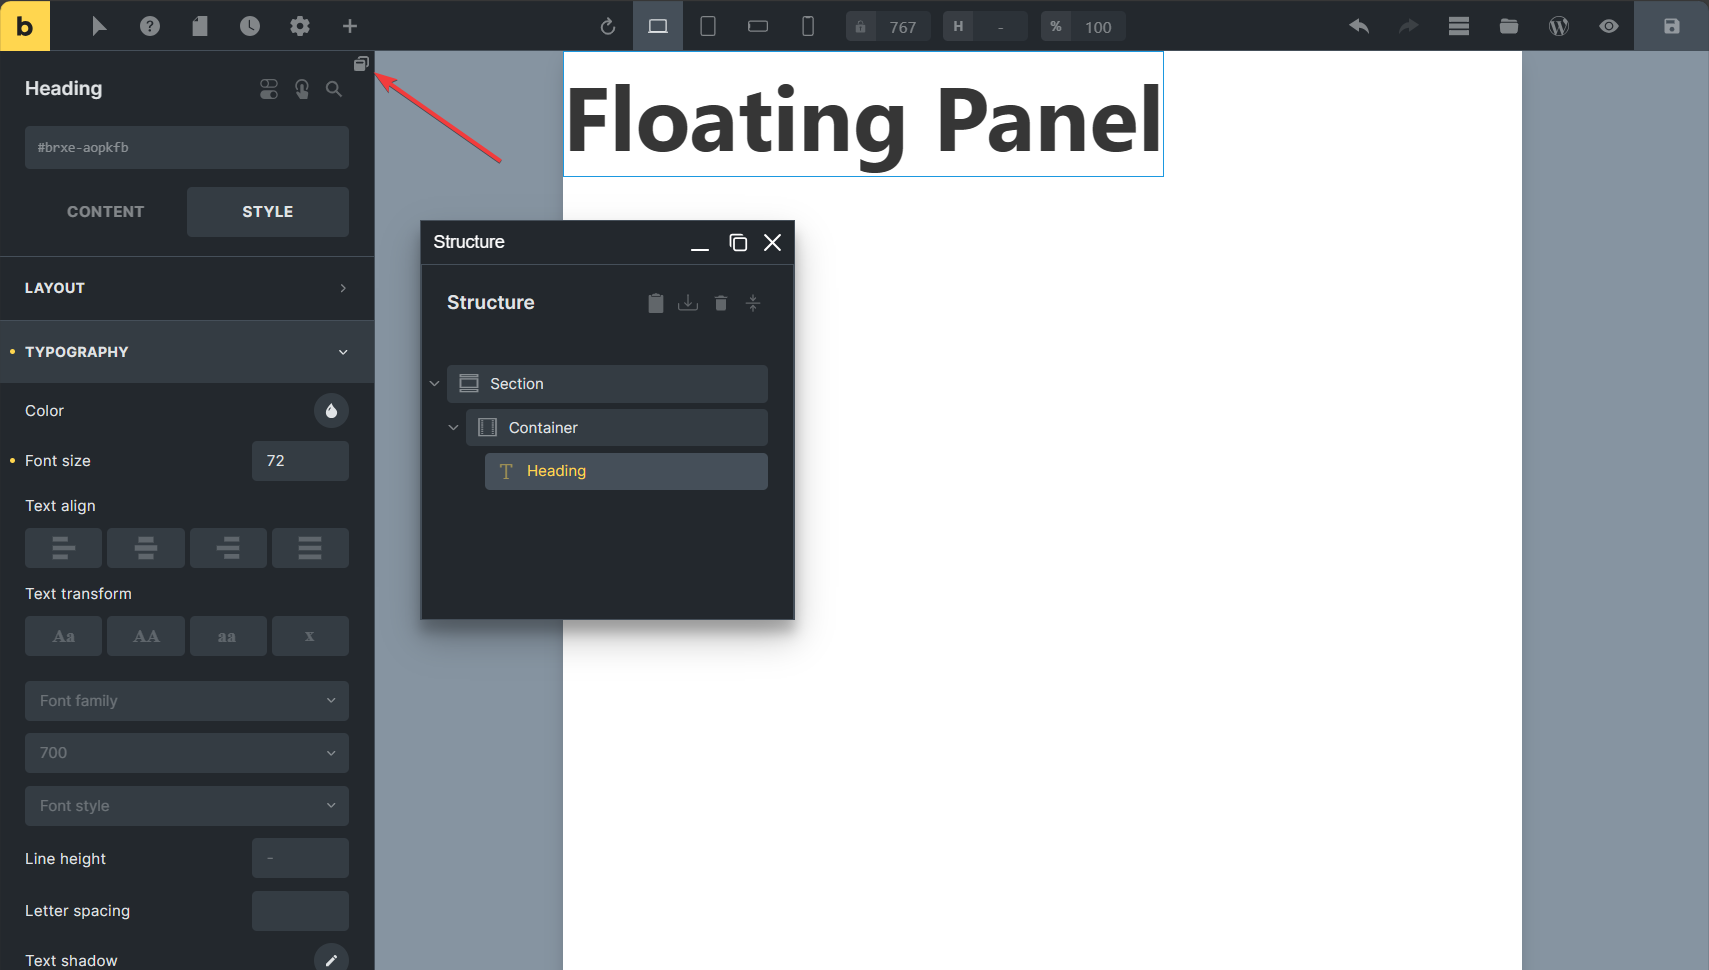 b
767
H
-
%
100
Heading
#brxe-aopkfb
CONTENT
STYLE
LAYOUT
TYPOGRAPHY
Color
Font size
72
Text align
Text transform
Aa
AA
aa
x
Font family
700
Font style
Line height
-
Letter spacing
Text shadow
Floating Panel
Structure
Structure
Section
Container
T Heading